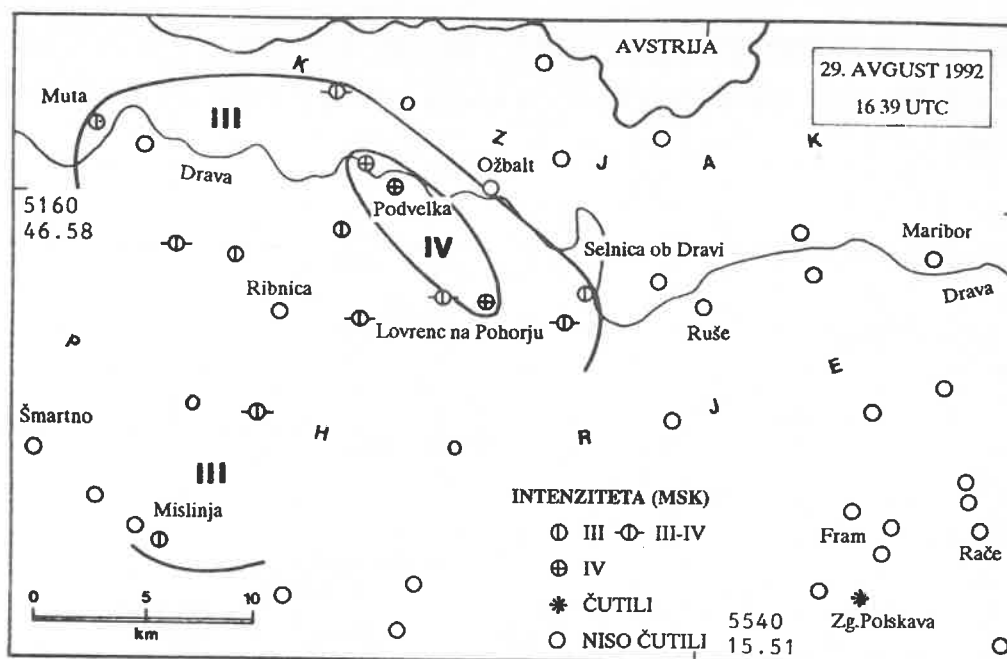 AVSTRIJA
29. AVGUST 1992
16 39 UTC
K
Muta
III
Z
J
A
K
Drava
Ožbalt
5160
46.58
Podvelka
IV
Selnica ob Dravi
Maribor
Ribnica
Drava
Lovrenc na Pohorju
Ruše
P
E
O
J
Šmartno
H
R
O
III
INTENZITETA (MSK)
Mislinja
III III-IV
Fram
Rače
IV
0 5 10
km
ČUTILI
5540
15.51
Zg.Polskava
NISO ČUTILI